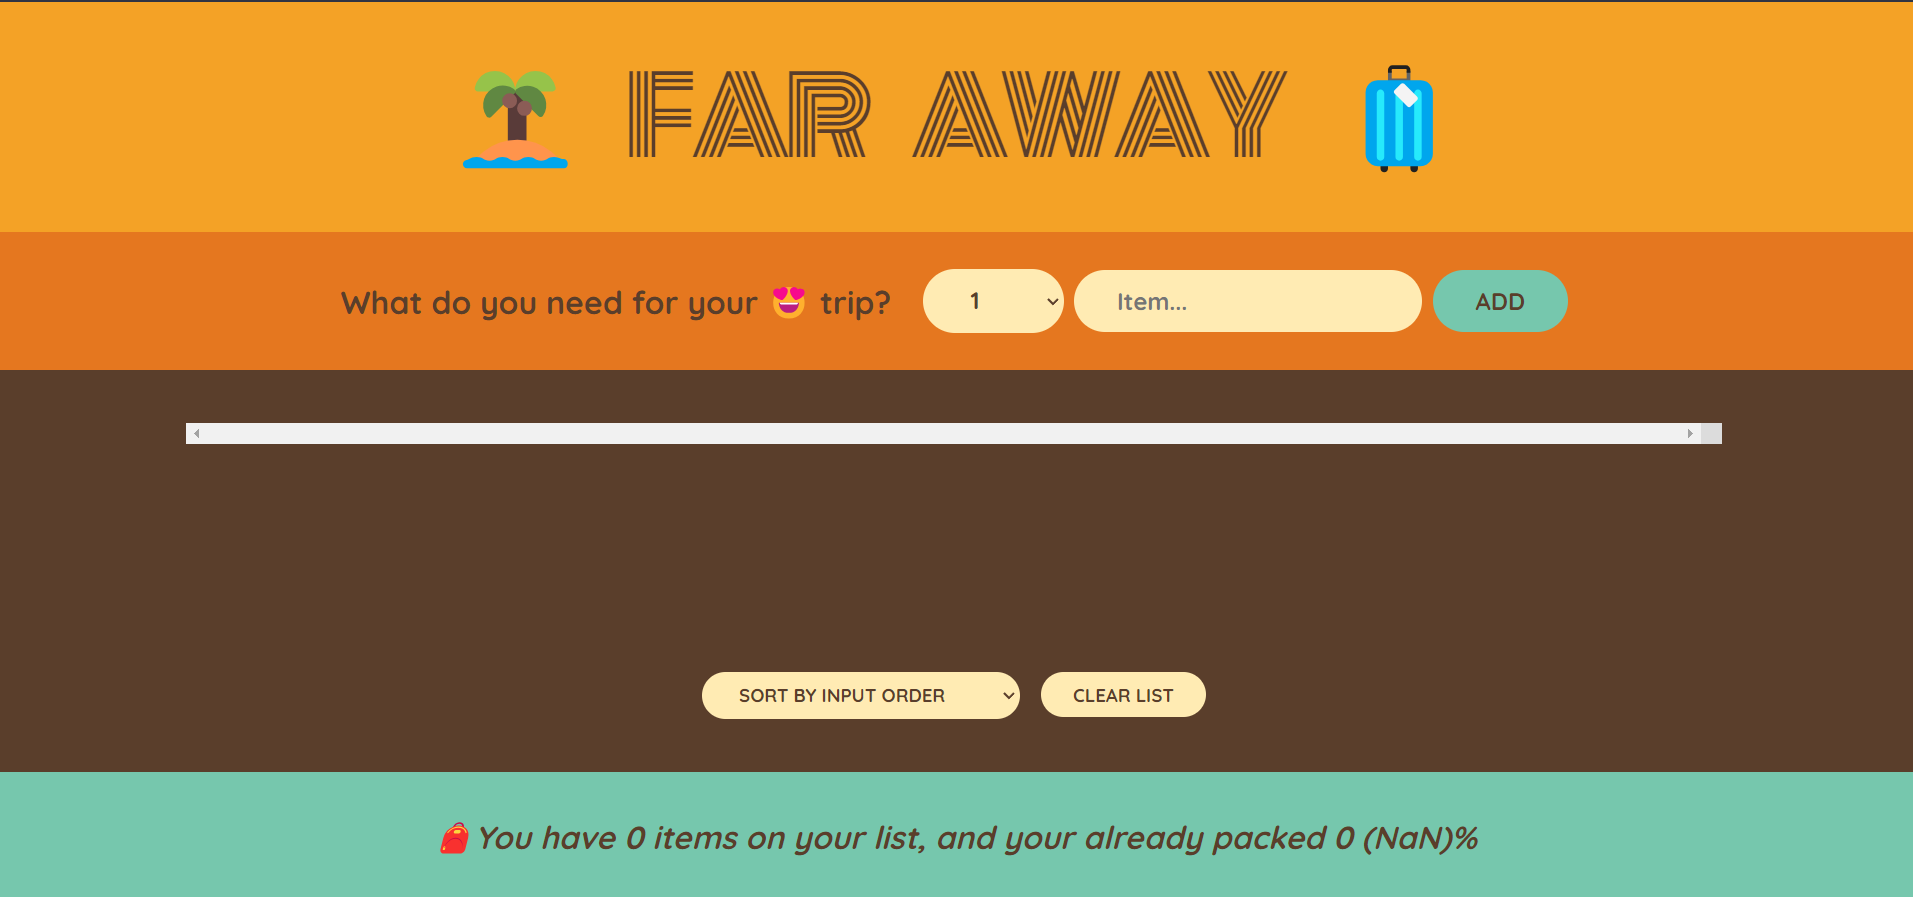 FAR AWAY
What do you need for your 😍 trip? 1 Item... ADD
SORT BY INPUT ORDER CLEAR LIST
You have 0 items on your list, and your already packed 0 (NaN)%